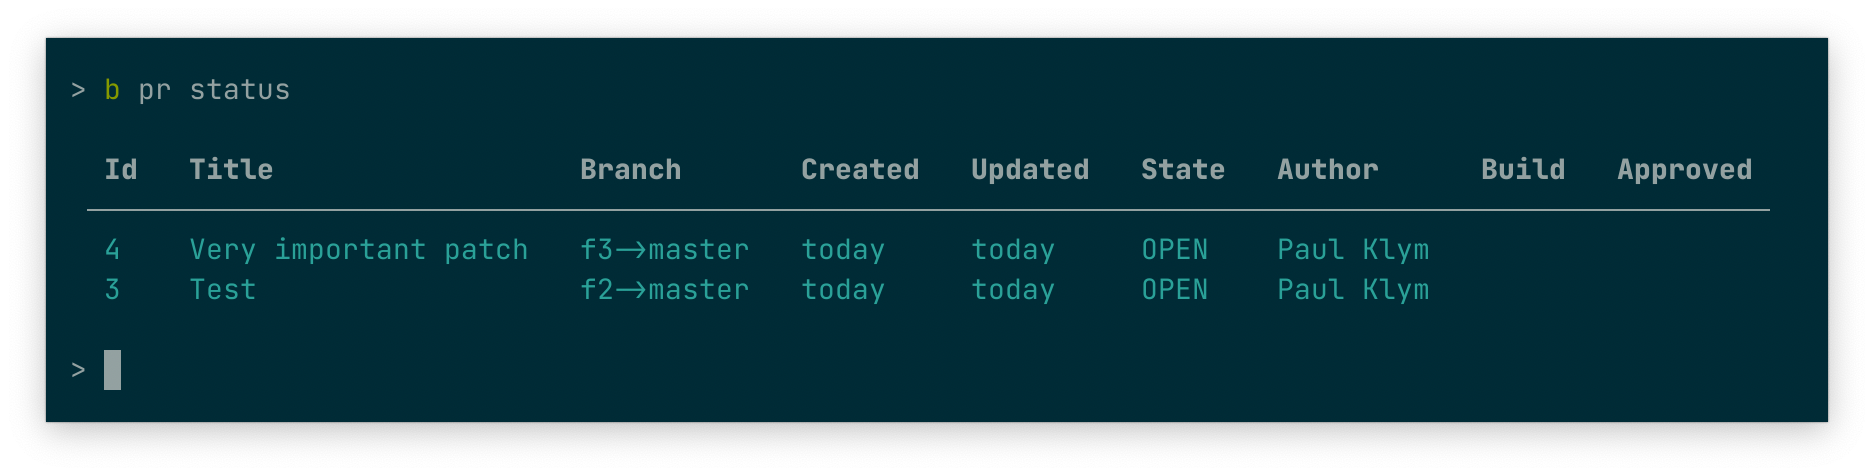 > b pr status
Id Title Branch Created Updated State Author Build Approved
4 Very important patch f3->master today today OPEN Paul Klym
3 Test f2->master today today OPEN Paul Klym
>